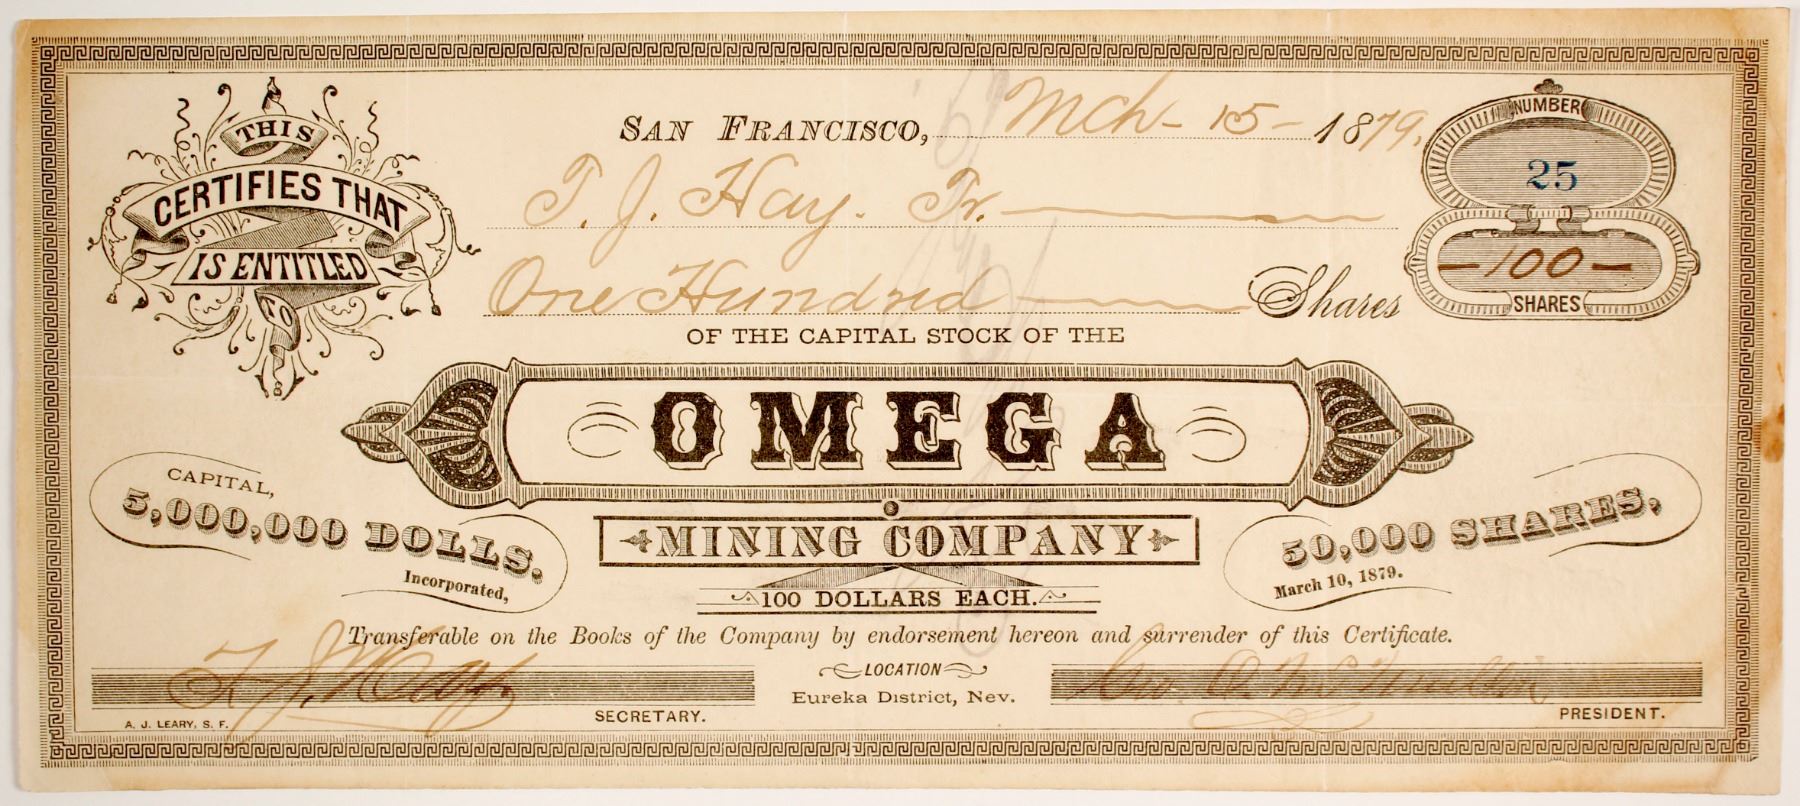 THIS
CERTIFIES THAT
IS ENTITLED
TO
SAN FRANCISCO, Mch - 15 - 1879.
NUMBER
25
T. J. Hay. Tr.
One Hundred Shares
- 100 -
SHARES
OF THE CAPITAL STOCK OF THE
OMEGA
MINING COMPANY
100 DOLLARS EACH.
CAPITAL,
5,000,000 DOLLS.
Incorporated,
50,000 SHARES,
March 10, 1879.
Transferable on the Books of the Company by endorsement hereon and surrender of this Certificate.
T. J. Hay
SECRETARY.
A. J. LEARY, S. F.
LOCATION
Eureka District, Nev.
Geo.
PRESIDENT.